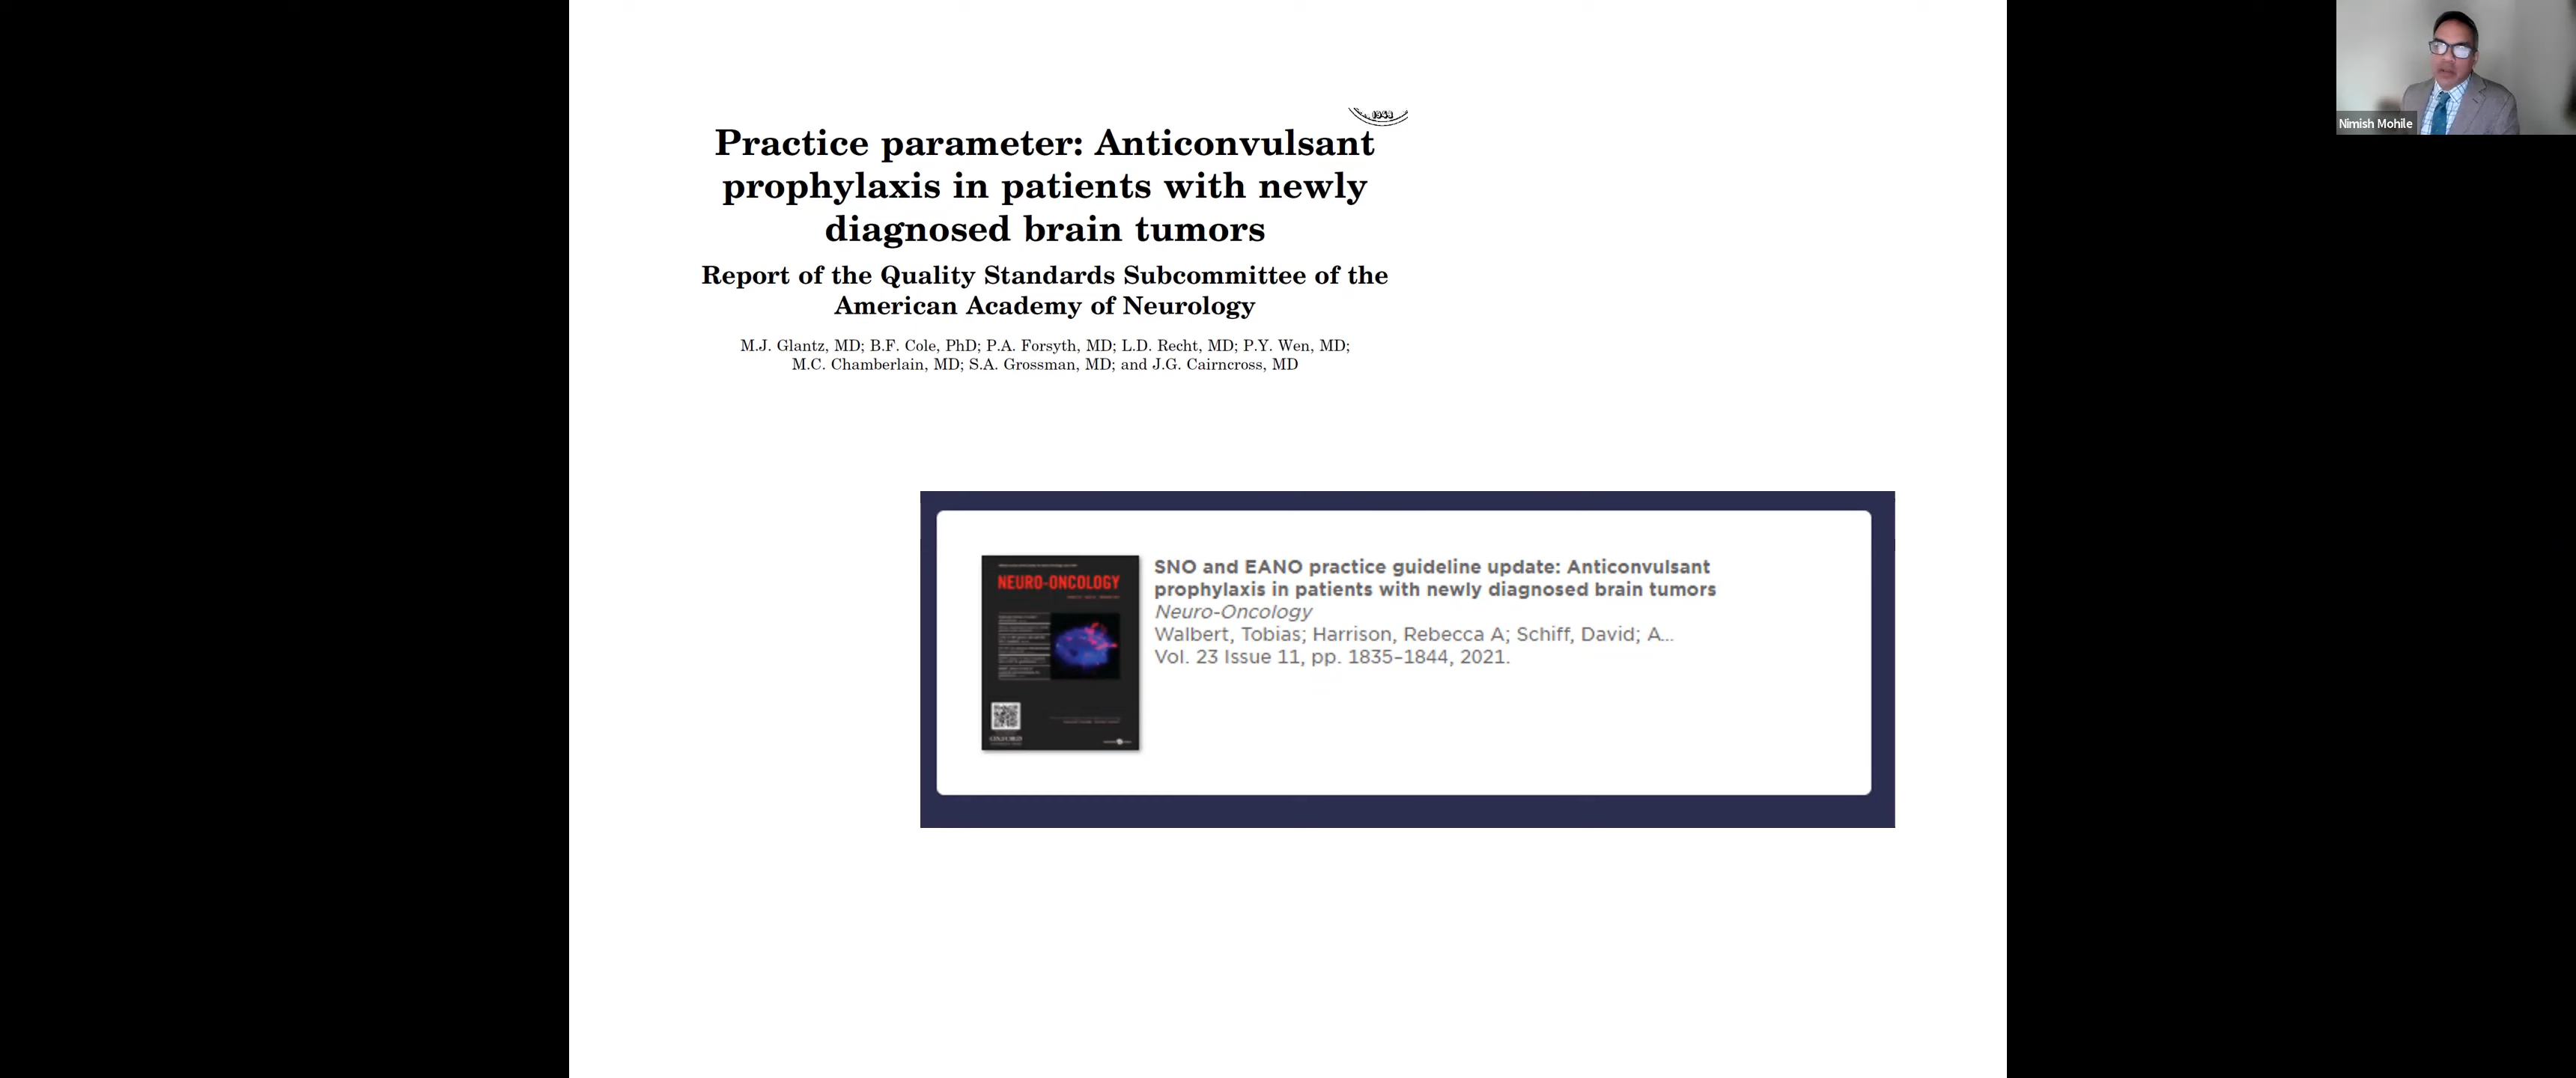 Nimish Mohile
1948
Practice parameter: Anticonvulsant
prophylaxis in patients with newly
diagnosed brain tumors
Report of the Quality Standards Subcommittee of the
American Academy of Neurology
M.J. Glantz, MD; B.F. Cole, PhD; P.A. Forsyth, MD; L.D. Recht, MD; P.Y. Wen, MD;
M.C. Chamberlain, MD; S.A. Grossman, MD; and J.G. Cairncross, MD
NEURO-ONCOLOGY
SNO and EANO practice guideline update: Anticonvulsant
prophylaxis in patients with newly diagnosed brain tumors
Neuro-Oncology
Walbert, Tobias; Harrison, Rebecca A; Schiff, David; A...
Vol. 23 Issue 11, pp. 1835–1844, 2021.